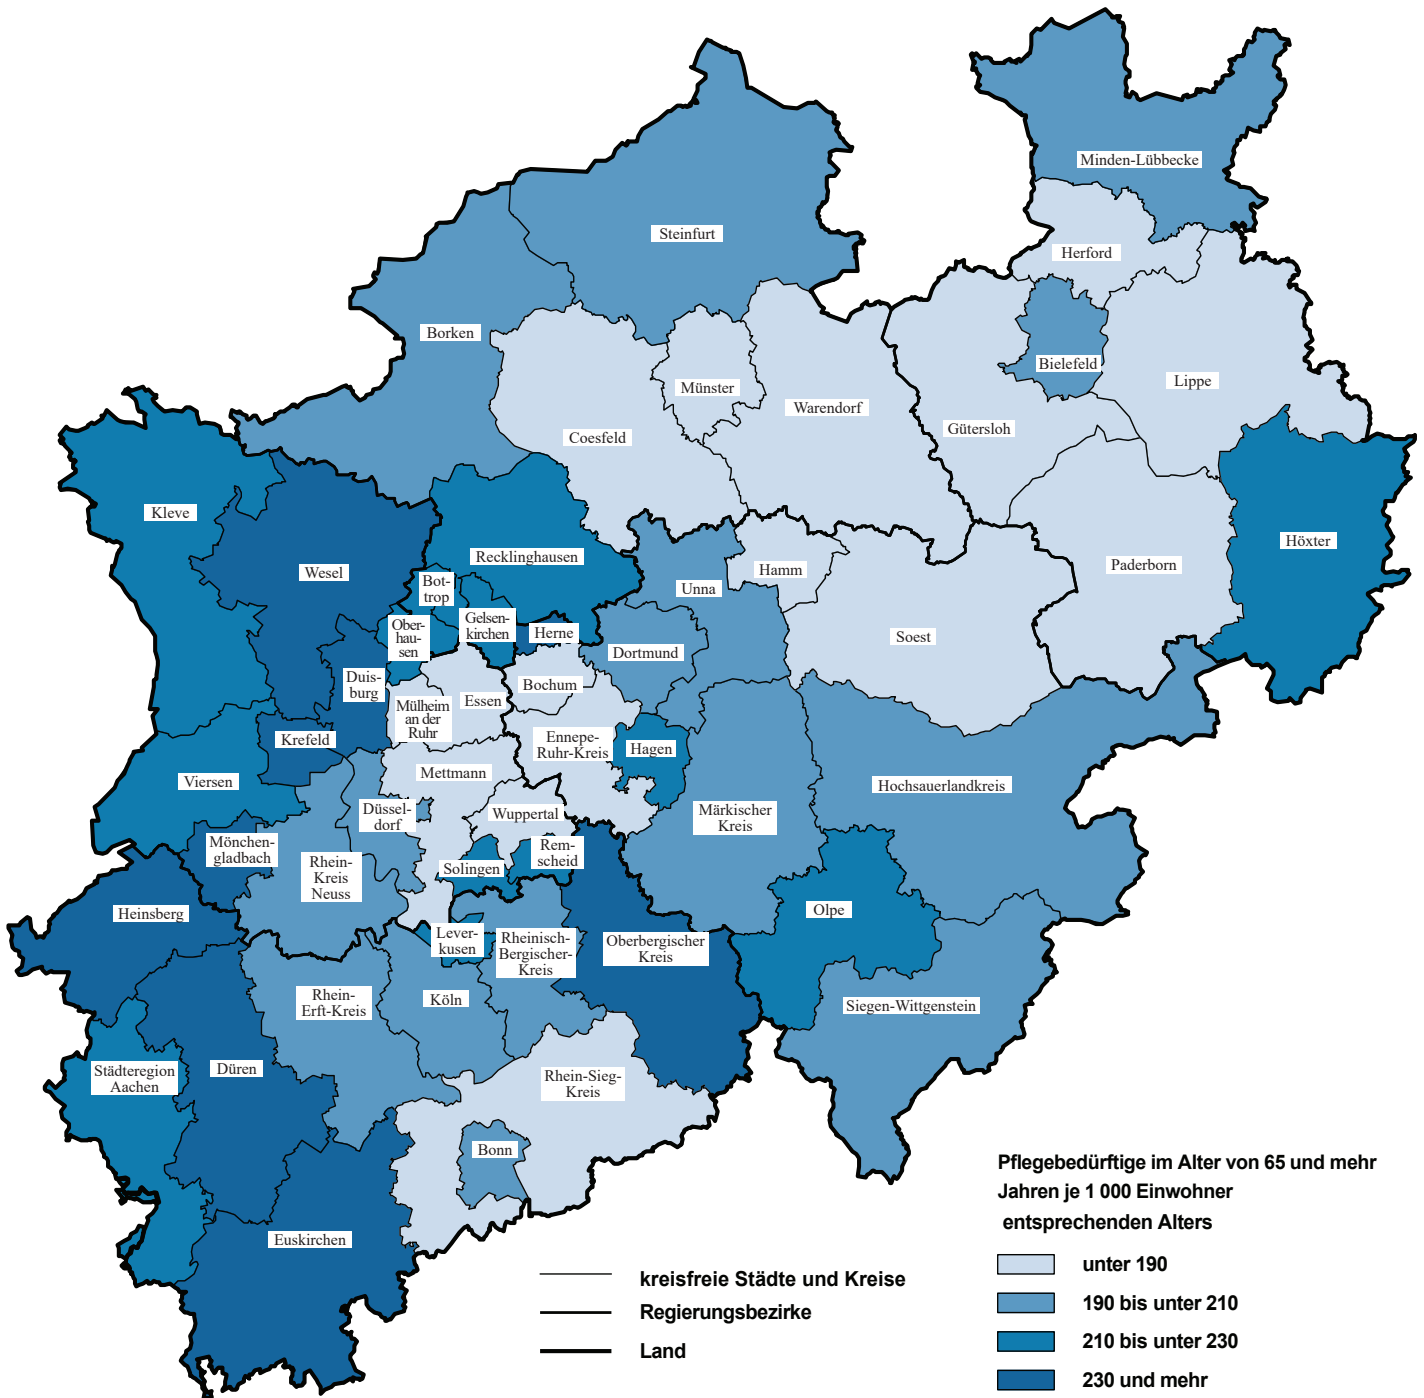 Minden-Lübbecke
Steinfurt
Herford
Borken
Bielefeld
Lippe
Münster
Warendorf
Gütersloh
Coesfeld
Kleve
Höxter
Recklinghausen
Paderborn
Wesel
Hamm
Bot-
trop
Unna
Gelsen-
kirchen
Ober-
hau-
sen
Herne
Soest
Dortmund
Duis-
burg
Bochum
Essen
Mülheim
an der
Ruhr
Krefeld
Ennepe-
Ruhr-Kreis
Hagen
Mettmann
Viersen
Hochsauerlandkreis
Düssel-
dorf
Wuppertal
Märkischer
Kreis
Mönchen-
gladbach
Rem-
scheid
Solingen
Rhein-
Kreis
Neuss
Heinsberg
Olpe
Lever-
kusen
Rheinisch-
Bergischer-
Kreis
Oberbergischer
Kreis
Rhein-
Erft-Kreis
Köln
Siegen-Wittgenstein
Städteregion
Aachen
Düren
Rhein-Sieg-
Kreis
Bonn
Euskirchen
Pflegebedürftige im Alter von 65 und mehr
Jahren je 1 000 Einwohner
entsprechenden Alters
unter 190
190 bis unter 210
210 bis unter 230
230 und mehr
kreisfreie Städte und Kreise
Regierungsbezirke
Land